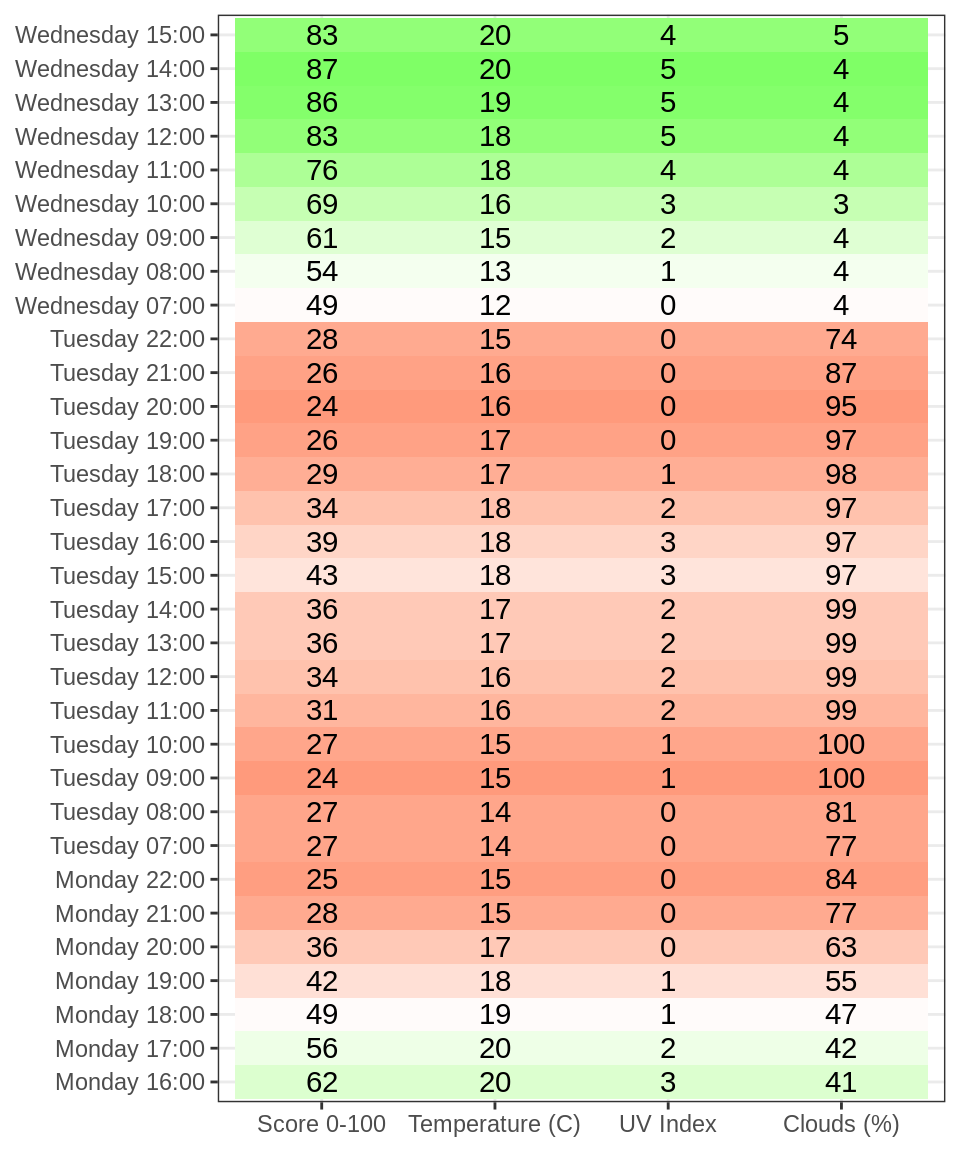 Wednesday 15:00 83 20 4 5
Wednesday 14:00 87 20 5 4
Wednesday 13:00 86 19 5 4
Wednesday 12:00 83 18 5 4
Wednesday 11:00 76 18 4 4
Wednesday 10:00 69 16 3 3
Wednesday 09:00 61 15 2 4
Wednesday 08:00 54 13 1 4
Wednesday 07:00 49 12 0 4
Tuesday 22:00 28 15 0 74
Tuesday 21:00 26 16 0 87
Tuesday 20:00 24 16 0 95
Tuesday 19:00 26 17 0 97
Tuesday 18:00 29 17 1 98
Tuesday 17:00 34 18 2 97
Tuesday 16:00 39 18 3 97
Tuesday 15:00 43 18 3 97
Tuesday 14:00 36 17 2 99
Tuesday 13:00 36 17 2 99
Tuesday 12:00 34 16 2 99
Tuesday 11:00 31 16 2 99
Tuesday 10:00 27 15 1 100
Tuesday 09:00 24 15 1 100
Tuesday 08:00 27 14 0 81
Tuesday 07:00 27 14 0 77
Monday 22:00 25 15 0 84
Monday 21:00 28 15 0 77
Monday 20:00 36 17 0 63
Monday 19:00 42 18 1 55
Monday 18:00 49 19 1 47
Monday 17:00 56 20 2 42
Monday 16:00 62 20 3 41
Score 0-100 Temperature (C) UV Index Clouds (%)